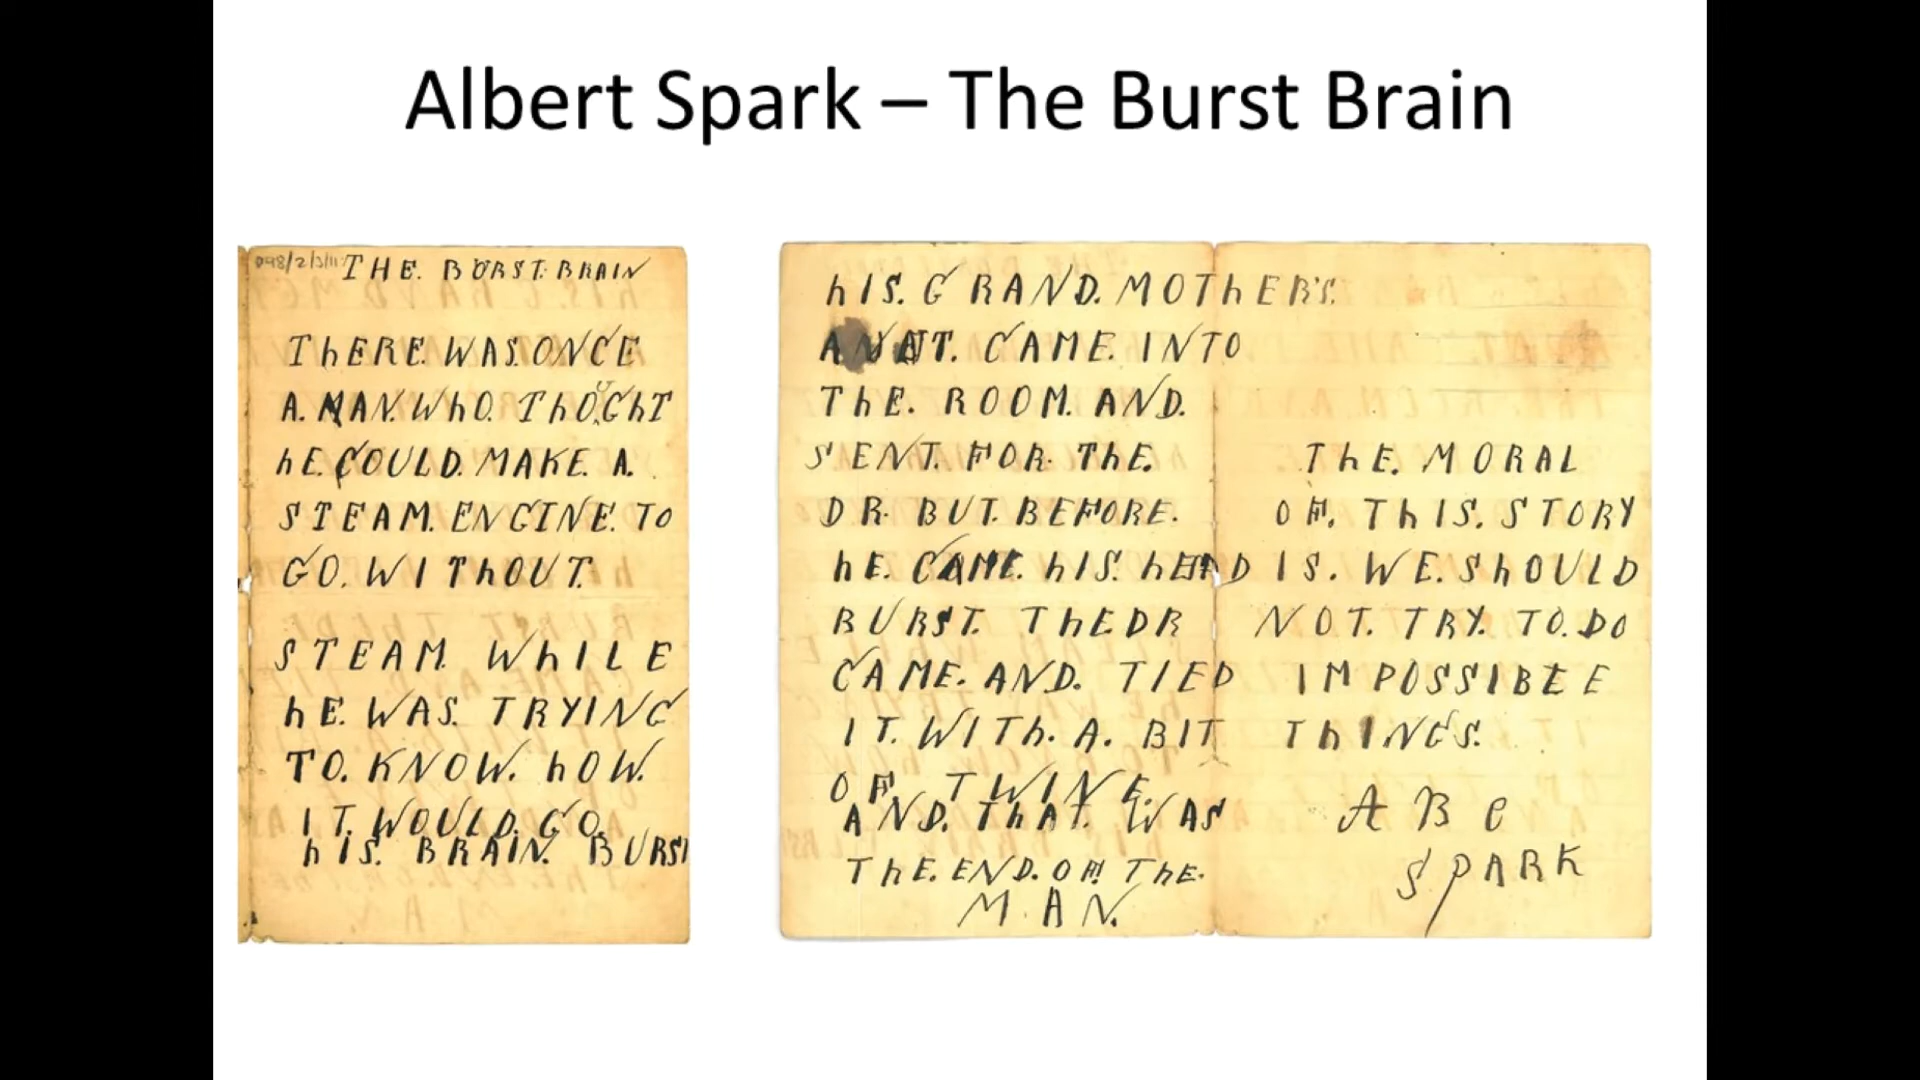 Albert Spark – The Burst Brain
THE. BURST. BRAIN
ThERE. WAS. ONCE
A. MAN. WhO. ThOUGhT
hE. COULD. MAKE. A.
STEAM. ENGINE. TO
GO. WIThOUT.
STEAM. WhILE
hE. WAS. TRYING
TO. KNOW. hOW.
IT. WOULD. GO.
hIS. BRAIN. BURST
hIS. GRAND. MOThER'S.
AUNT. CAME. INTO
ThE. ROOM. AND.
SENT. FOR. ThE.
DR. BUT. BEFORE.
hE. CAME. hIS. hEAD
BURST. ThE DR
CAME. AND. TIED
IT. WITh. A. BIT
OF. TWINE.
AND. ThAT. WAS
ThE. END. OF. ThE.
MAN.
ThE. MORAL
OF. ThIS. STORY
IS. WE. ShOULD
NOT. TRY. TO. DO
IMPOSSIBLE
ThINGS.
ABe
SPARK